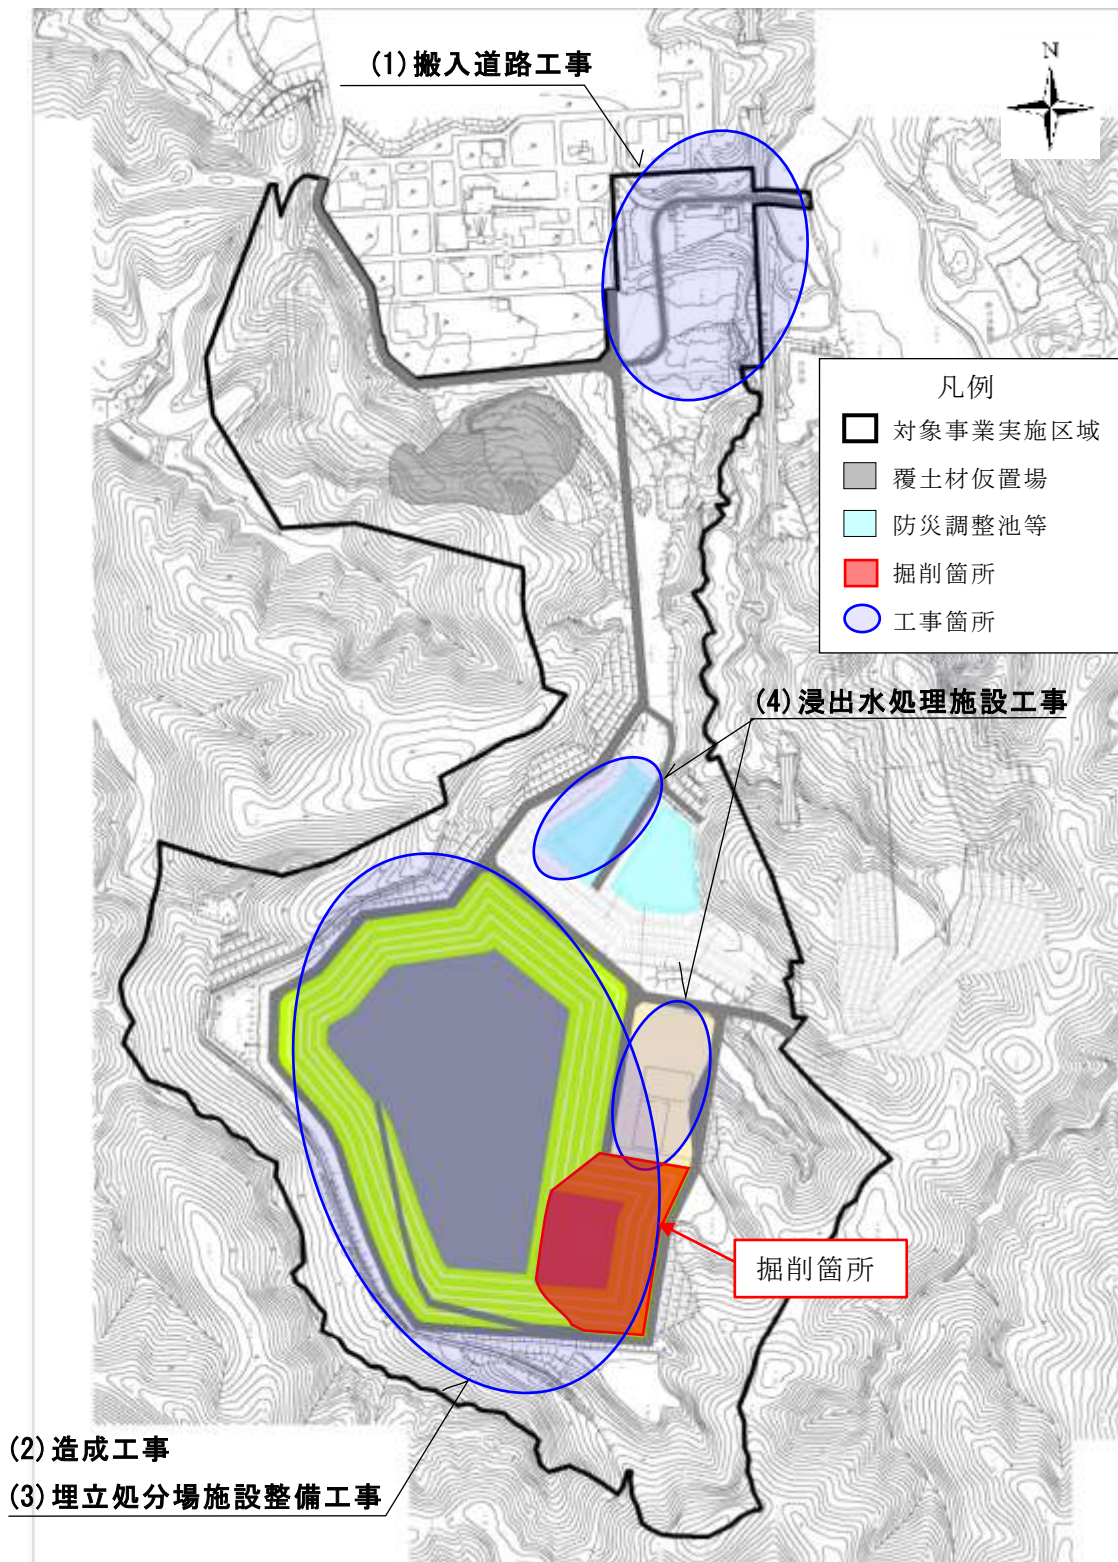 (1)搬入道路工事
N
凡例
対象事業実施区域
覆土材仮置場
防災調整池等
掘削箇所
工事箇所
(4)浸出水処理施設工事
掘削箇所
(2)造成工事
(3)埋立処分場施設整備工事